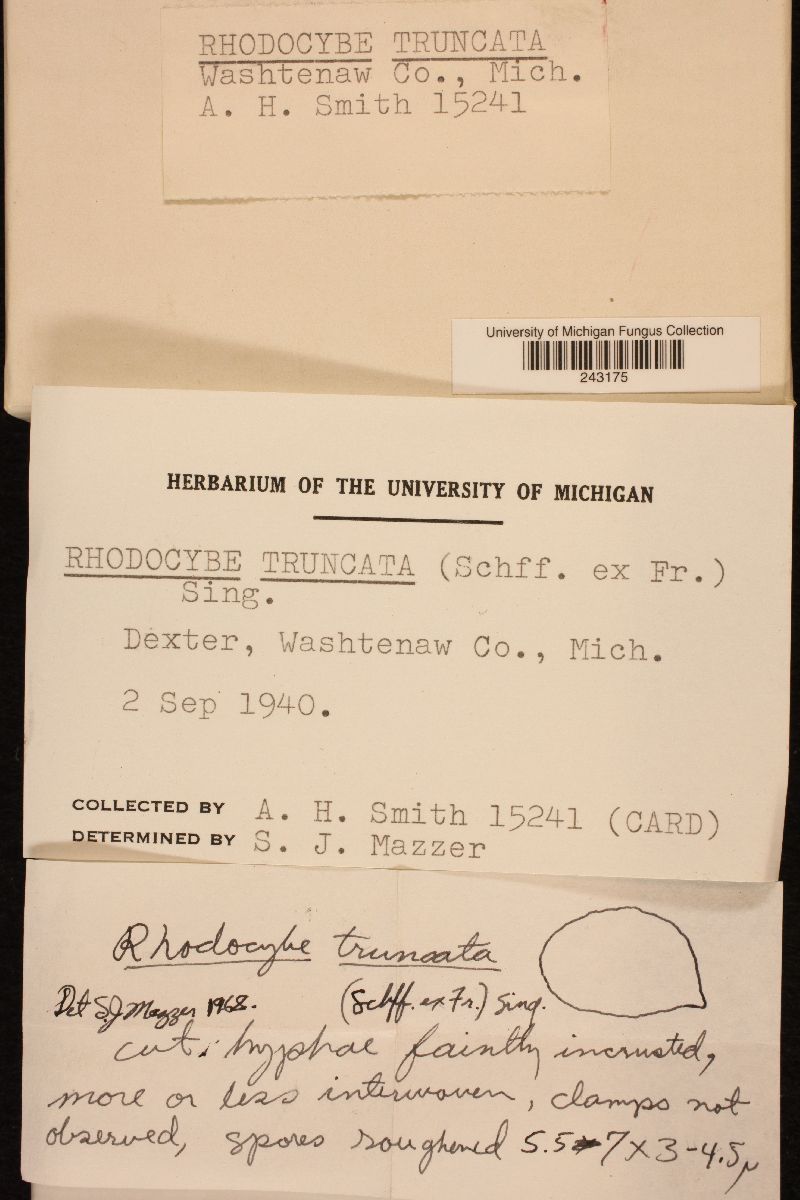 RHODOCYBE TRUNCATA
Washtenaw Co., Mich.
A. H. Smith 15241
University of Michigan Fungus Collection
243175
HERBARIUM OF THE UNIVERSITY OF MICHIGAN
RHODOCYBE TRUNCATA (Schff. ex Fr.)
Sing.
Dexter, Washtenaw Co., Mich.
2 Sep 1940.
COLLECTED BY A. H. Smith 15241 (CARD)
DETERMINED BY S. J. Mazzer
Rhodocybe truncata
Det S.J. Mazzer 1968. (Schff. ex Fr.) Sing.
cut. hyphae faintly incrusted,
more or less interwoven, clamps not
observed, spores roughened 5.5-7 x 3-4.5μ